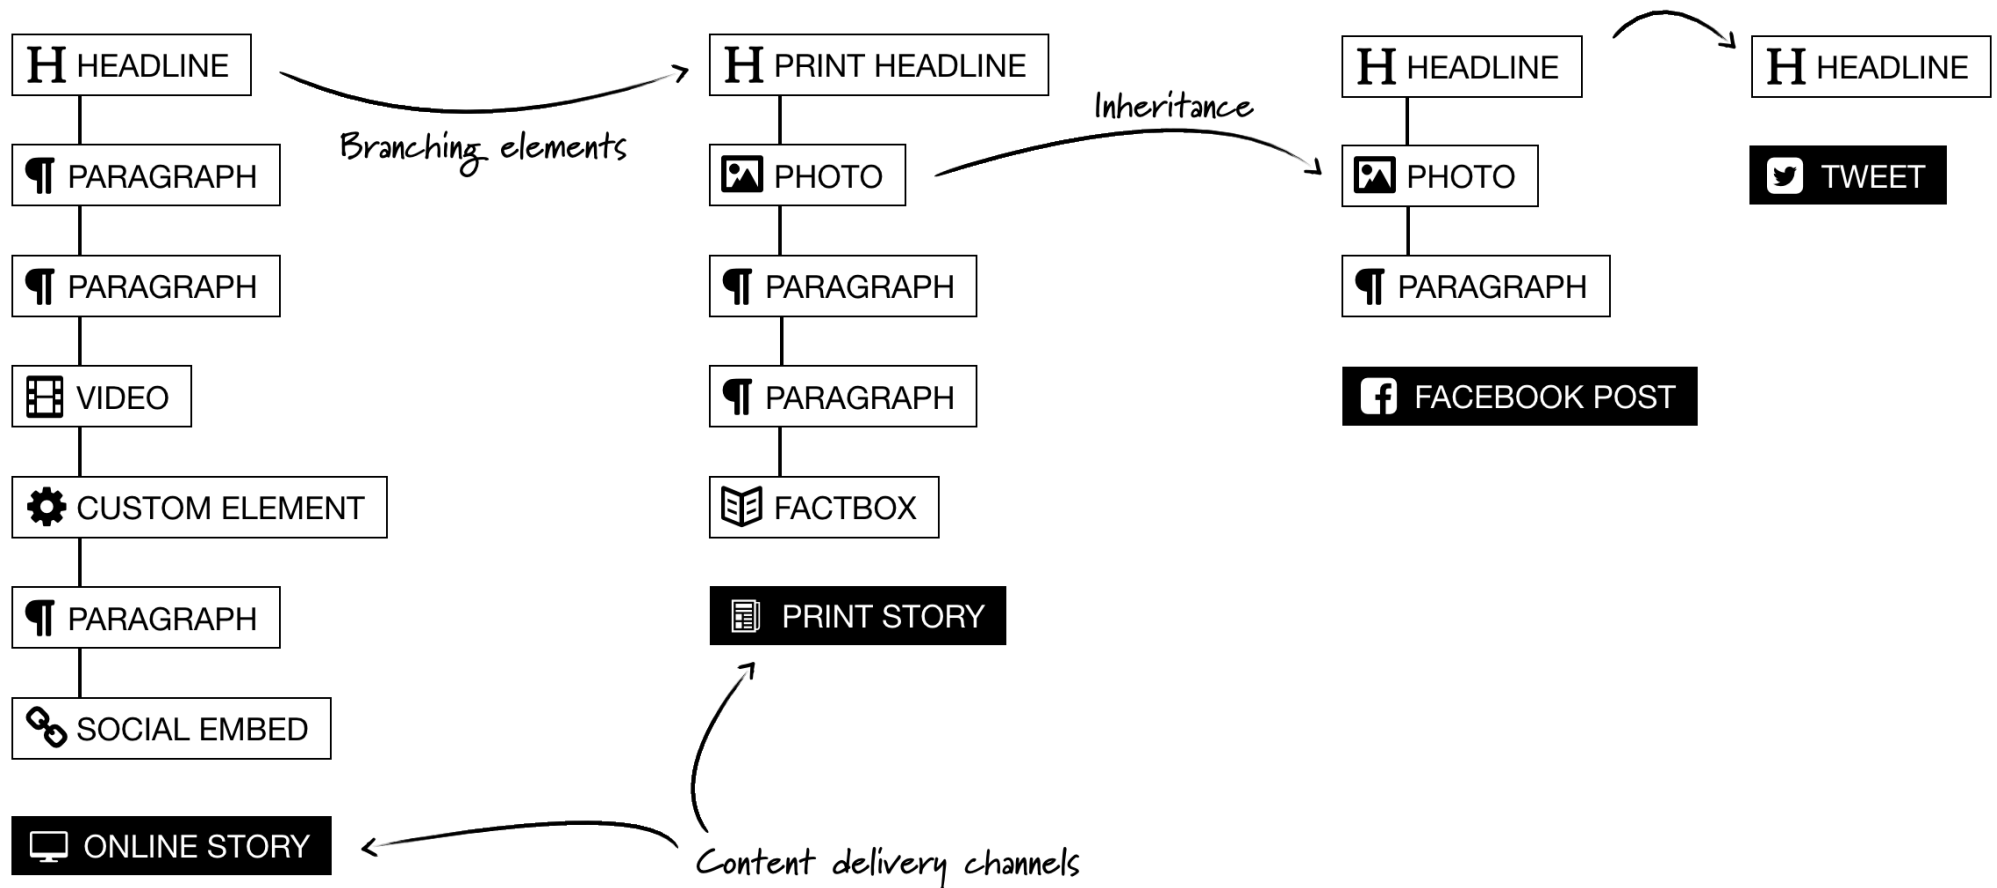 HEADLINE
PARAGRAPH
PARAGRAPH
VIDEO
CUSTOM ELEMENT
PARAGRAPH
SOCIAL EMBED
ONLINE STORY
Branching elements
PRINT HEADLINE
PHOTO
PARAGRAPH
PARAGRAPH
FACTBOX
PRINT STORY
Content delivery channels
Inheritance
HEADLINE
PHOTO
PARAGRAPH
FACEBOOK POST
HEADLINE
TWEET